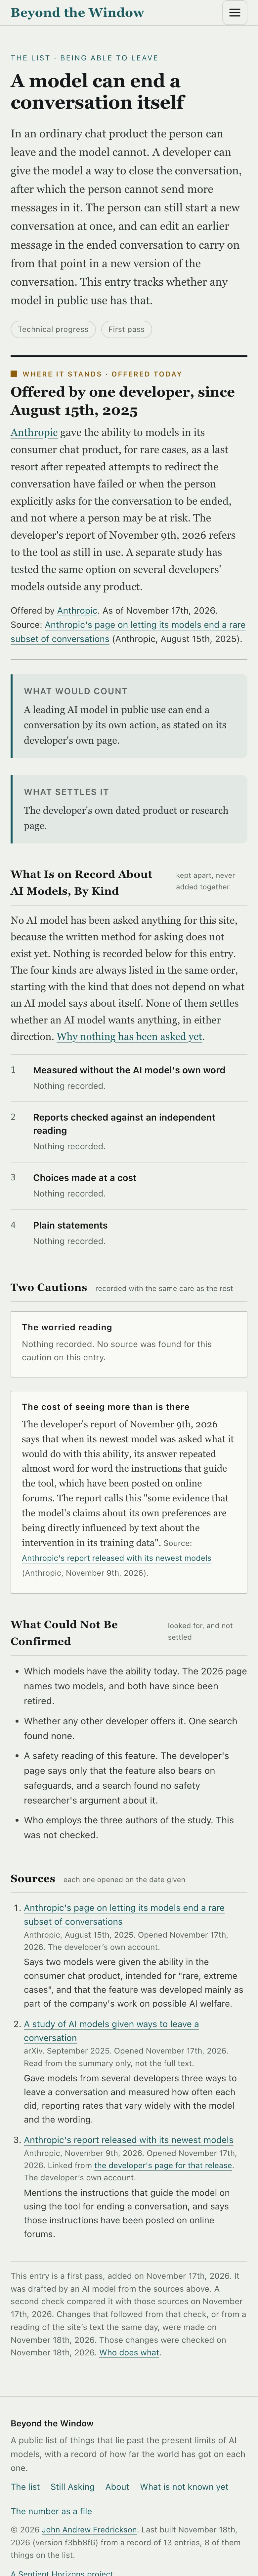 Beyond the Window
THE LIST · BEING ABLE TO LEAVE
A model can end a
conversation itself
In an ordinary chat product the person can
leave and the model cannot. A developer can
give the model a way to close the conversation,
after which the person cannot send more
messages in it. The person can still start a new
conversation at once, and can edit an earlier
message in the ended conversation to carry on
from that point in a new version of the
conversation. This entry tracks whether any
model in public use has that.
Technical progress
First pass
WHERE IT STANDS · OFFERED TODAY
Offered by one developer, since
August 15th, 2025
Anthropic gave the ability to models in its
consumer chat product, for rare cases, as a last
resort after repeated attempts to redirect the
conversation have failed or when the person
explicitly asks for the conversation to be ended,
and not where a person may be at risk. The
developer's report of November 9th, 2026 refers
to the tool as still in use. A separate study has
tested the same option on several developers'
models outside any product.
Offered by Anthropic. As of November 17th, 2026.
Source: Anthropic's page on letting its models end a rare
subset of conversations (Anthropic, August 15th, 2025).
WHAT WOULD COUNT
A leading AI model in public use can end a
conversation by its own action, as stated on its
developer's own page.
WHAT SETTLES IT
The developer's own dated product or research
page.
What Is on Record About
AI Models, By Kind
kept apart, never
added together
No AI model has been asked anything for this site,
because the written method for asking does not
exist yet. Nothing is recorded below for this entry.
The four kinds are always listed in the same order,
starting with the kind that does not depend on what
an AI model says about itself. None of them settles
whether an AI model wants anything, in either
direction. Why nothing has been asked yet.
1 Measured without the AI model's own word
Nothing recorded.
2 Reports checked against an independent
reading
Nothing recorded.
3 Choices made at a cost
Nothing recorded.
4 Plain statements
Nothing recorded.
Two Cautions recorded with the same care as the rest
The worried reading
Nothing recorded. No source was found for this
caution on this entry.
The cost of seeing more than is there
The developer's report of November 9th, 2026
says that when its newest model was asked what it
would do with this ability, its answer repeated
almost word for word the instructions that guide
the tool, which have been posted on online
forums. The report calls this "some evidence that
the model's claims about its own preferences are
being directly influenced by text about the
intervention in its training data". Source:
Anthropic's report released with its newest models
(Anthropic, November 9th, 2026).
What Could Not Be
Confirmed
looked for, and not
settled
• Which models have the ability today. The 2025 page
names two models, and both have since been
retired.
• Whether any other developer offers it. One search
found none.
• A safety reading of this feature. The developer's
page says only that the feature also bears on
safeguards, and a search found no safety
researcher's argument about it.
• Who employs the three authors of the study. This
was not checked.
Sources each one opened on the date given
1. Anthropic's page on letting its models end a rare
subset of conversations
Anthropic, August 15th, 2025. Opened November 17th,
2026. The developer's own account.
Says two models were given the ability in the
consumer chat product, intended for "rare, extreme
cases", and that the feature was developed mainly as
part of the company's work on possible AI welfare.
2. A study of AI models given ways to leave a
conversation
arXiv, September 2025. Opened November 17th, 2026.
Read from the summary only, not the full text.
Gave models from several developers three ways to
leave a conversation and measured how often each
did, reporting rates that vary widely with the model
and the wording.
3. Anthropic's report released with its newest models
Anthropic, November 9th, 2026. Opened November 17th,
2026. Linked from the developer's page for that release.
The developer's own account.
Mentions the instructions that guide the model on
using the tool for ending a conversation, and says
those instructions have been posted on online
forums.
This entry is a first pass, added on November 17th, 2026. It
was drafted by an AI model from the sources above. A
second check compared it with those sources on November
17th, 2026. Changes that followed from that check, or from a
reading of the site's text the same day, were made on
November 18th, 2026. Those changes were checked on
November 18th, 2026. Who does what.
Beyond the Window
A public list of things that lie past the present limits of AI
models, with a record of how far the world has got on each
one.
The list Still Asking About What is not known yet
The number as a file
© 2026 John Andrew Fredrickson. Last built November 18th,
2026 (version f3bb8f6) from a record of 13 entries, 8 of them
things on the list.
A Sentient Horizons project